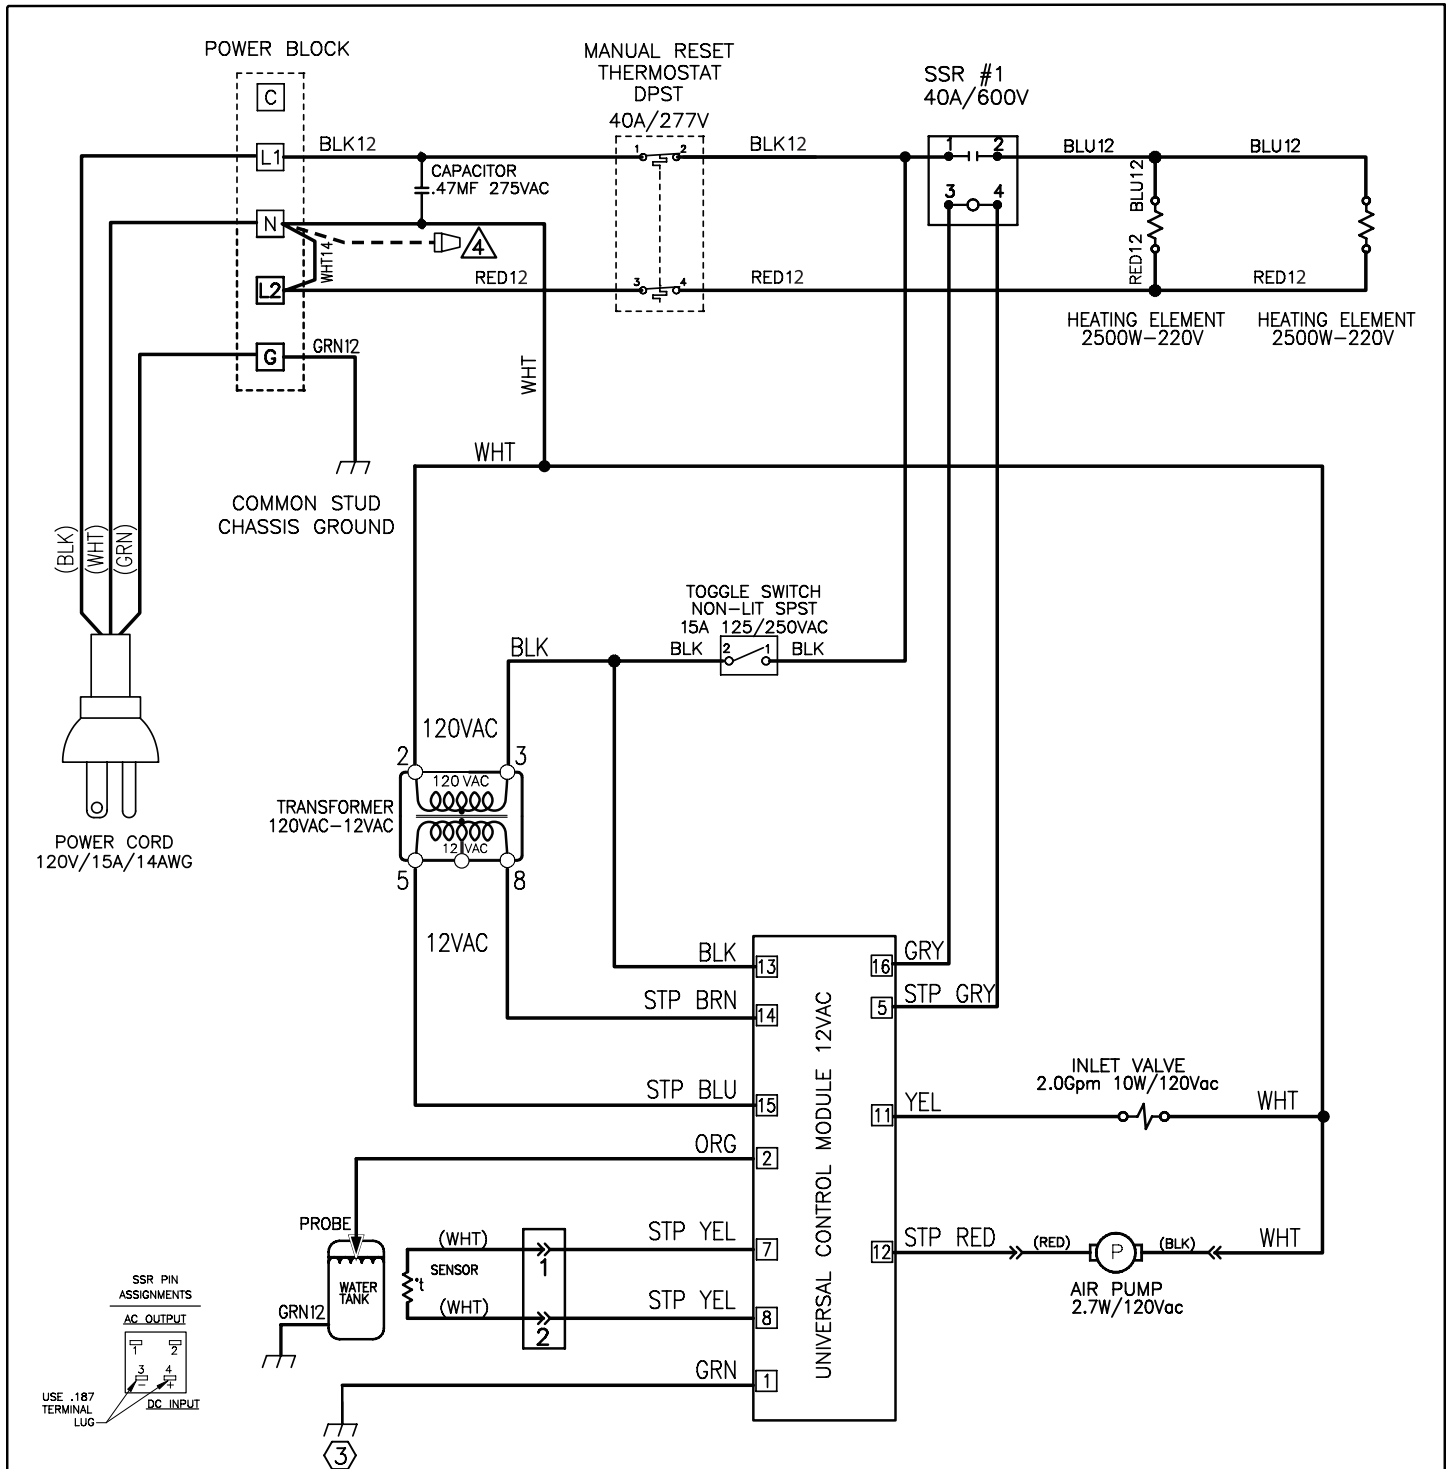 POWER BLOCK
C
L1
N
L2
G
BLK12
CAPACITOR
.47MF 275VAC
WHT14
4
RED12
GRN12
COMMON STUD
CHASSIS GROUND
MANUAL RESET
THERMOSTAT
DPST
40A/277V
1
2
3
4
BLK12
RED12
SSR #1
40A/600V
1
2
3
4
BLU12
BLU12
BLU12
RED12
RED12
HEATING ELEMENT
2500W-220V
HEATING ELEMENT
2500W-220V
WHT
WHT
(BLK)
(WHT)
(GRN)
POWER CORD
120V/15A/14AWG
TOGGLE SWITCH
NON-LIT SPST
15A 125/250VAC
BLK
2
1
BLK
BLK
120VAC
2
3
120 VAC
TRANSFORMER
120VAC-12VAC
12 VAC
5
8
12VAC
BLK
13
STP BRN
14
STP BLU
15
ORG
2
STP YEL
7
STP YEL
8
GRN
1
UNIVERSAL CONTROL MODULE 12VAC
16
GRY
5
STP GRY
11
YEL
12
STP RED
INLET VALVE
2.0Gpm 10W/120Vac
WHT
(RED)
P
(BLK)
WHT
AIR PUMP
2.7W/120Vac
PROBE
WATER
TANK
GRN12
(WHT)
SENSOR
°t
(WHT)
1
2
3
SSR PIN
ASSIGNMENTS
AC OUTPUT
1
2
3
4
-
+
DC INPUT
USE .187
TERMINAL
LUG